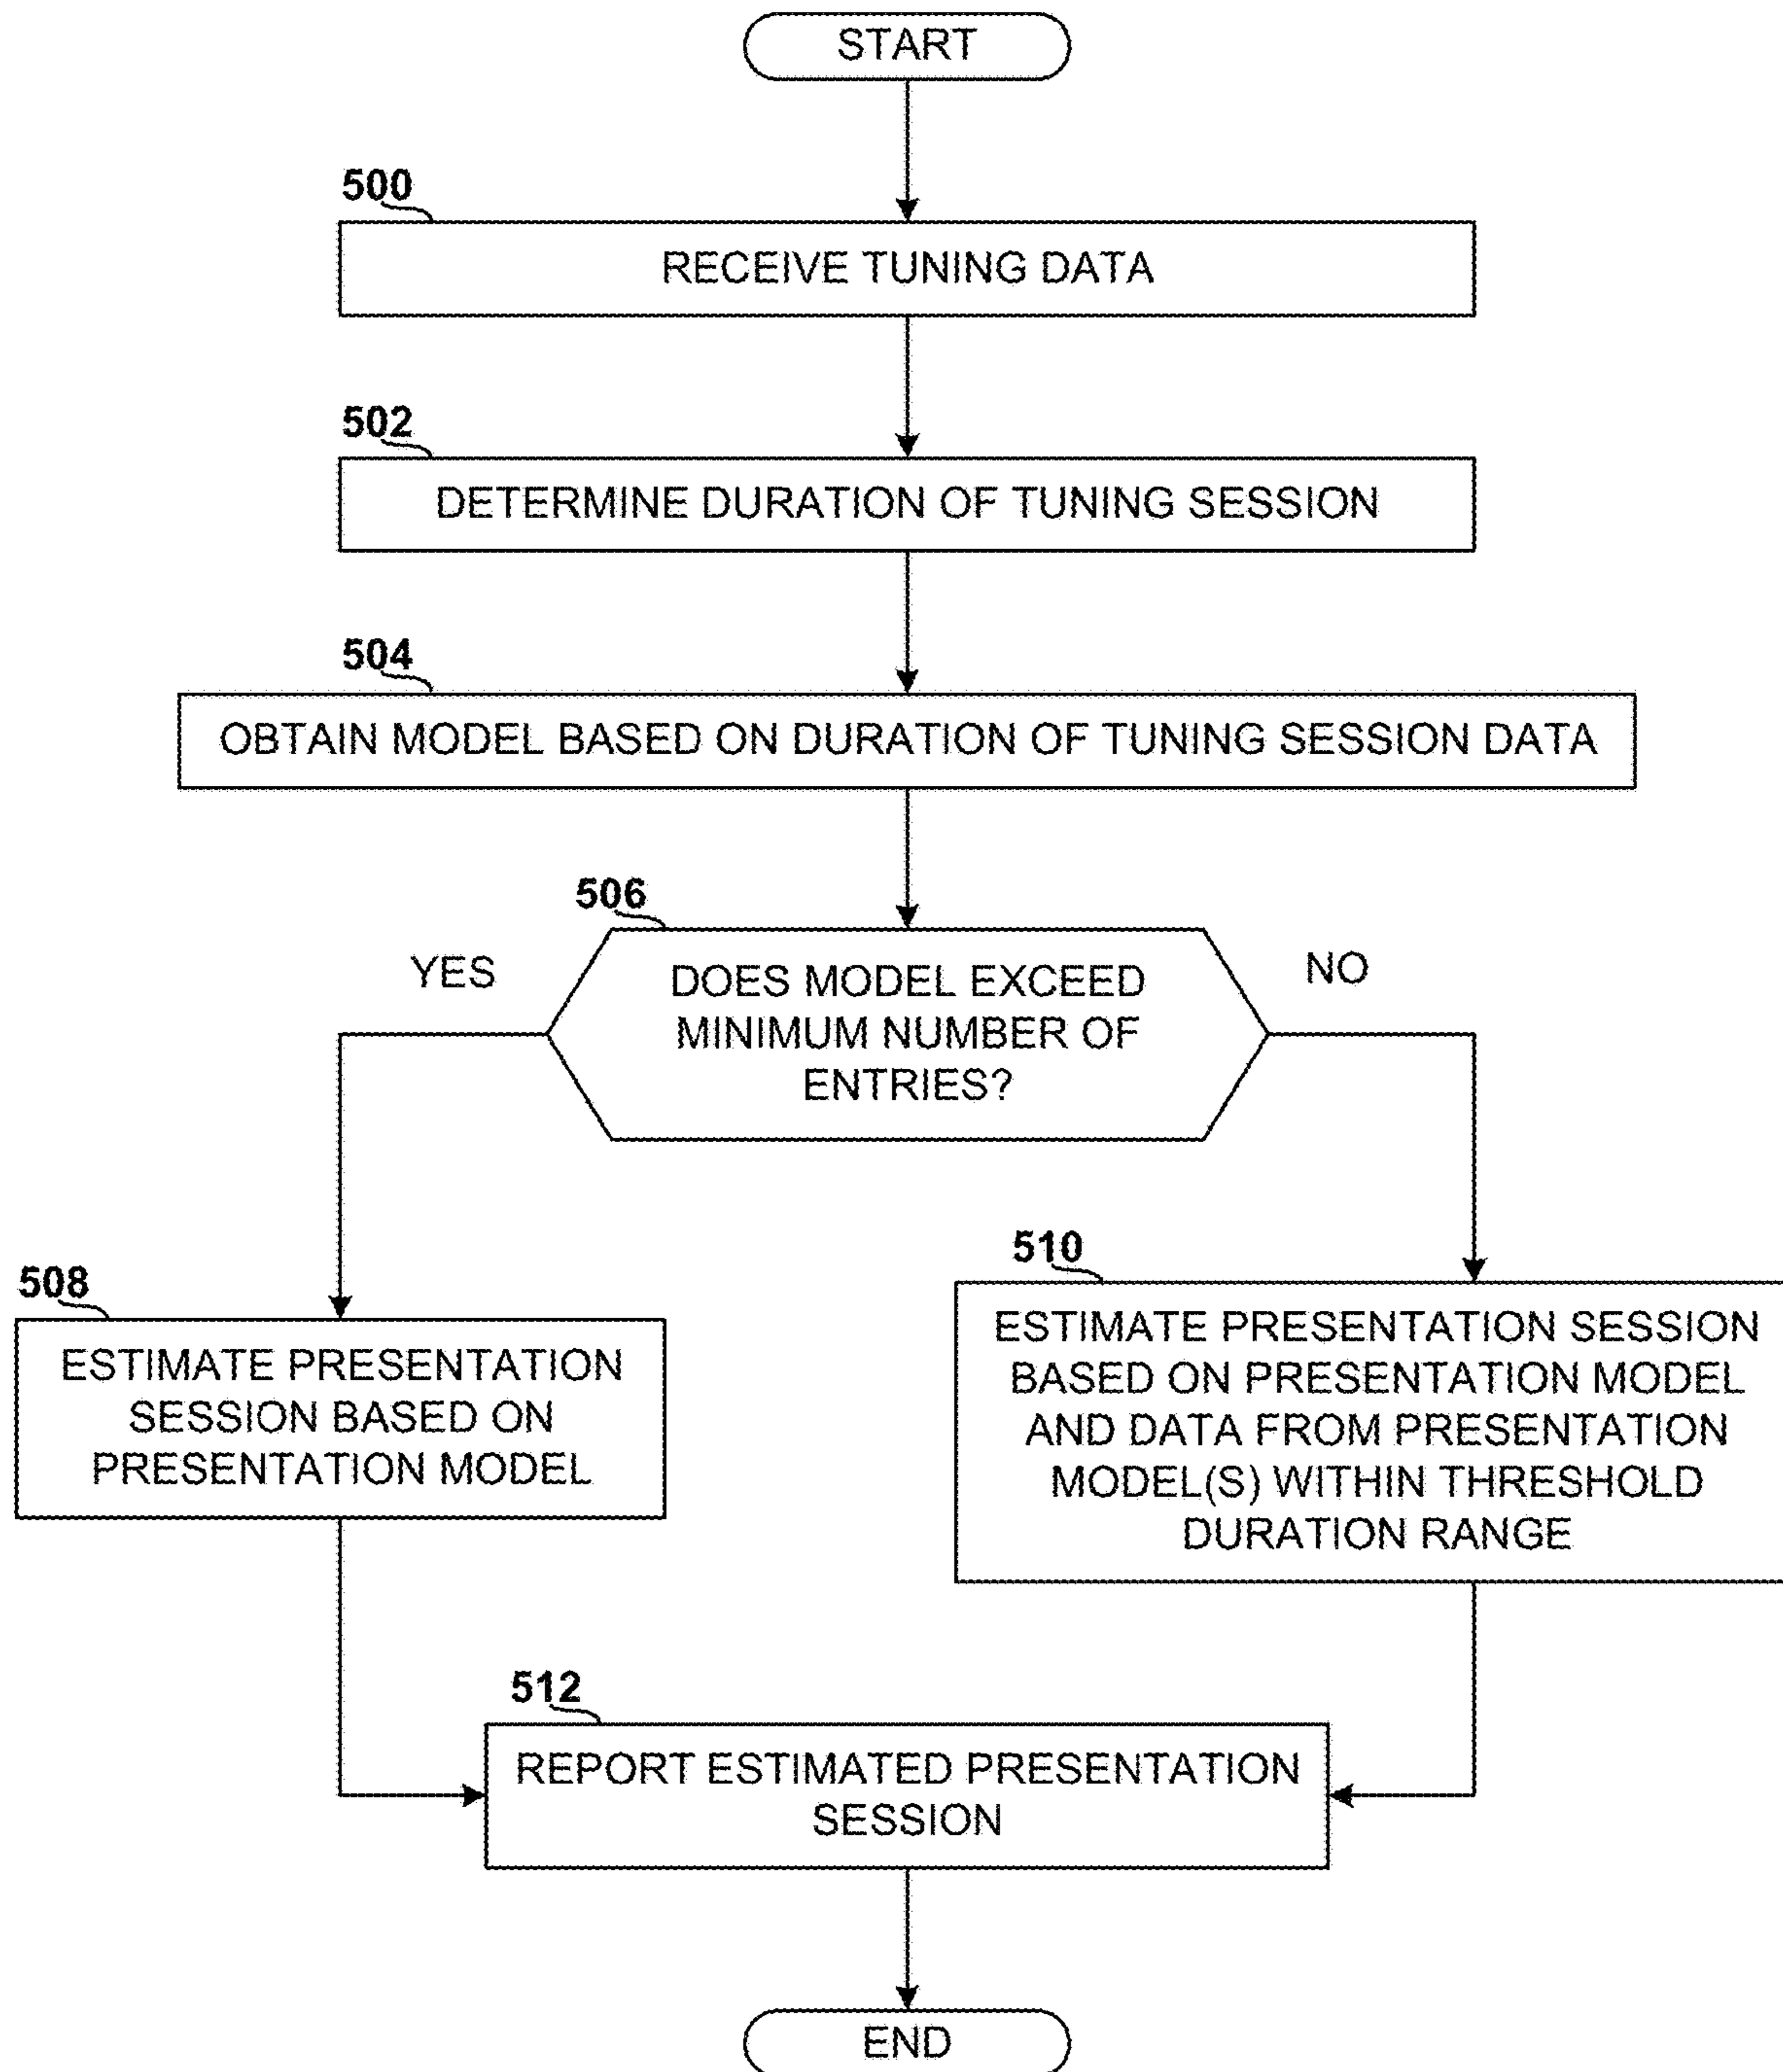 START
500
RECEIVE TUNING DATA
502
DETERMINE DURATION OF TUNING SESSION
504
OBTAIN MODEL BASED ON DURATION OF TUNING SESSION DATA
506
YES
DOES MODEL EXCEED
MINIMUM NUMBER OF
ENTRIES?
NO
508
ESTIMATE PRESENTATION
SESSION BASED ON
PRESENTATION MODEL
510
ESTIMATE PRESENTATION SESSION
BASED ON PRESENTATION MODEL
AND DATA FROM PRESENTATION
MODEL(S) WITHIN THRESHOLD
DURATION RANGE
512
REPORT ESTIMATED PRESENTATION
SESSION
END